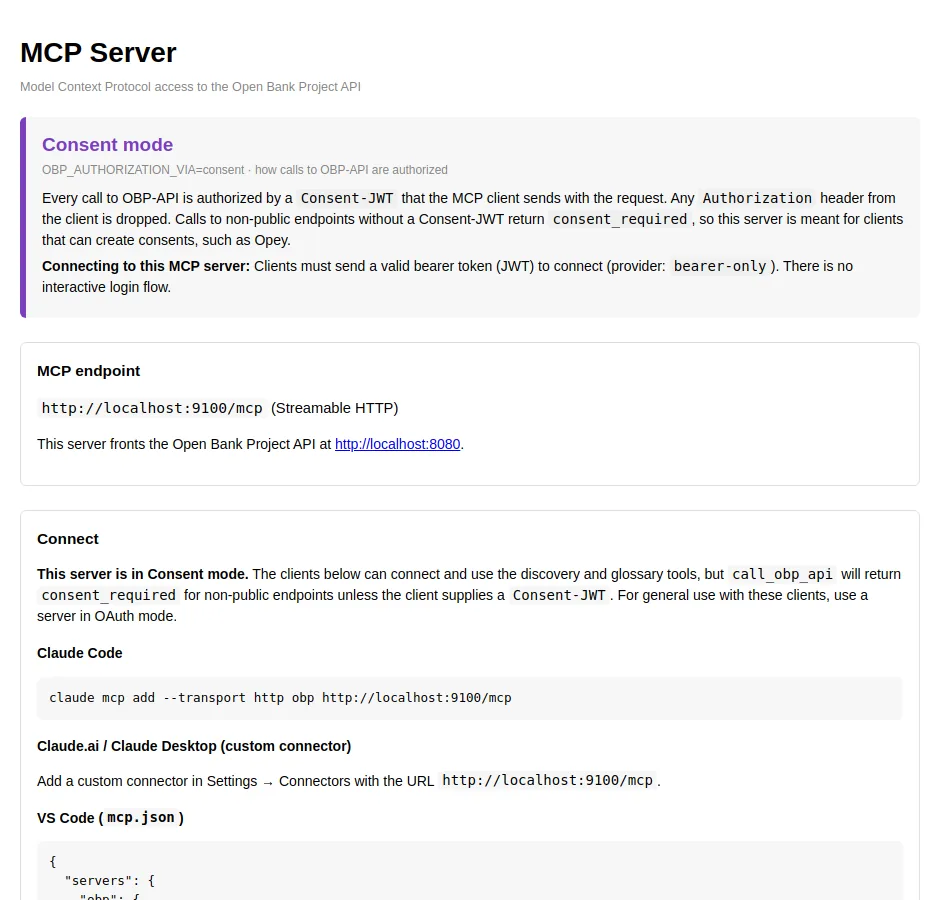 MCP Server
Model Context Protocol access to the Open Bank Project API
Consent mode
OBP_AUTHORIZATION_VIA=consent · how calls to OBP-API are authorized
Every call to OBP-API is authorized by a Consent-JWT that the MCP client sends with the request. Any Authorization header from
the client is dropped. Calls to non-public endpoints without a Consent-JWT return consent_required, so this server is meant for clients
that can create consents, such as Opey.
Connecting to this MCP server: Clients must send a valid bearer token (JWT) to connect (provider: bearer-only). There is no
interactive login flow.
MCP endpoint
http://localhost:9100/mcp (Streamable HTTP)
This server fronts the Open Bank Project API at http://localhost:8080.
Connect
This server is in Consent mode. The clients below can connect and use the discovery and glossary tools, but call_obp_api will return
consent_required for non-public endpoints unless the client supplies a Consent-JWT. For general use with these clients, use a
server in OAuth mode.
Claude Code
claude mcp add --transport http obp http://localhost:9100/mcp
Claude.ai / Claude Desktop (custom connector)
Add a custom connector in Settings → Connectors with the URL http://localhost:9100/mcp.
VS Code (mcp.json)
{
"servers": {
"obp": {